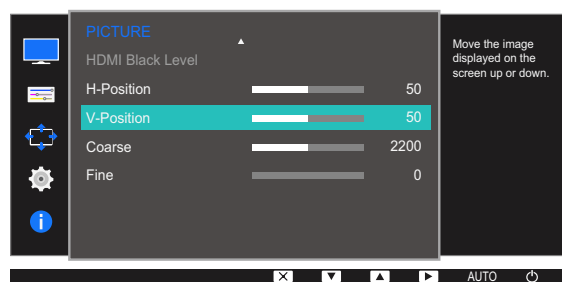 PICTURE
HDMI Black Level
H-Position 50
V-Position 50
Coarse 2200
Fine 0
Move the image
displayed on the
screen up or down.
AUTO